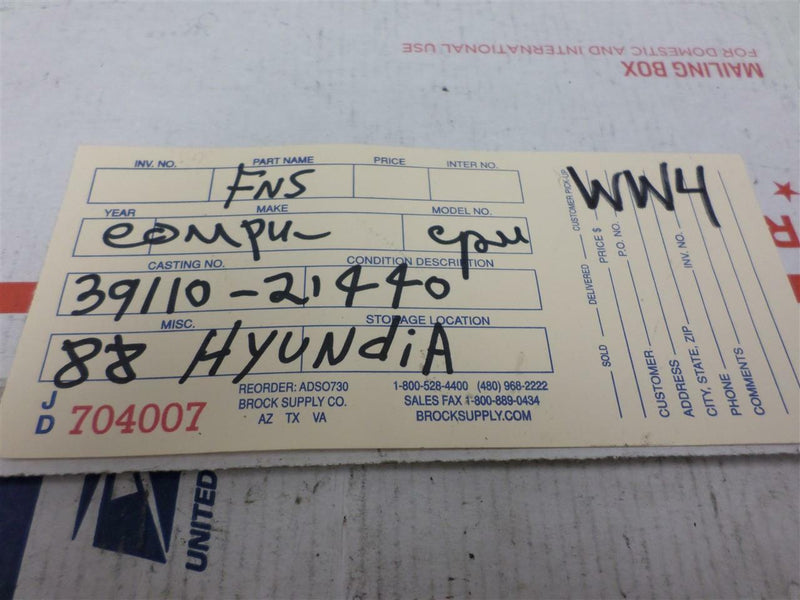 FOR DOMESTIC AND INTERNATIONAL USE
MAILING BOX
INV. NO. PART NAME PRICE INTER NO.
FNS
YEAR MAKE MODEL NO.
compu- cpu
CASTING NO. CONDITION DESCRIPTION
39110-21440
MISC. STORAGE LOCATION
88 HYUNdiA
JD 704007
REORDER: ADSO730
BROCK SUPPLY CO.
AZ TX VA
1-800-528-4400 (480) 968-2222
SALES FAX 1-800-889-0434
BROCKSUPPLY.COM
WW4
SOLD DELIVERED CUSTOMER PICK-UP
PRICE $
P.O. NO.
CUSTOMER
ADDRESS
CITY, STATE, ZIP INV. NO.
PHONE
COMMENTS
UNITED
R